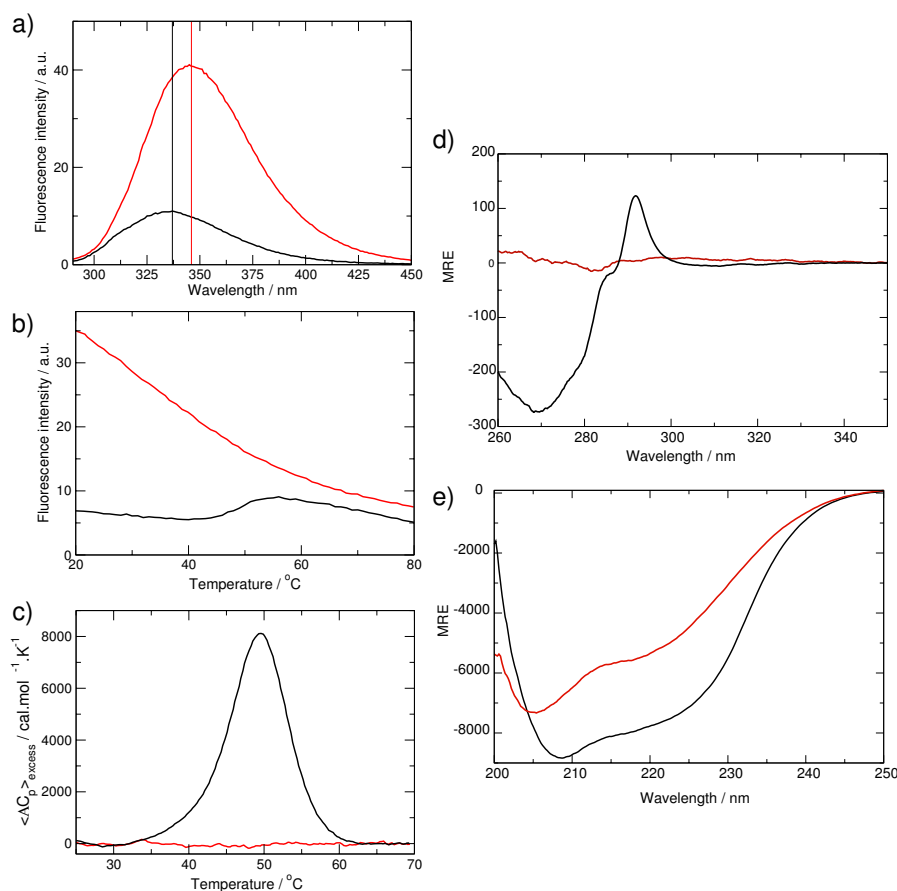 a)
Fluorescence intensity / a.u.
40
20
0
300 325 350 375 400 425 450
Wavelength / nm
b)
Fluorescence intensity / a.u.
30
20
10
0
20 40 60 80
Temperature / °C
c)
<ΔCp>excess / cal.mol -1.K-1
8000
6000
4000
2000
0
30 40 50 60 70
Temperature / °C
d)
MRE
200
100
0
-100
-200
-300
260 280 300 320 340
Wavelength / nm
e)
MRE
0
-2000
-4000
-6000
-8000
200 210 220 230 240 250
Wavelength / nm